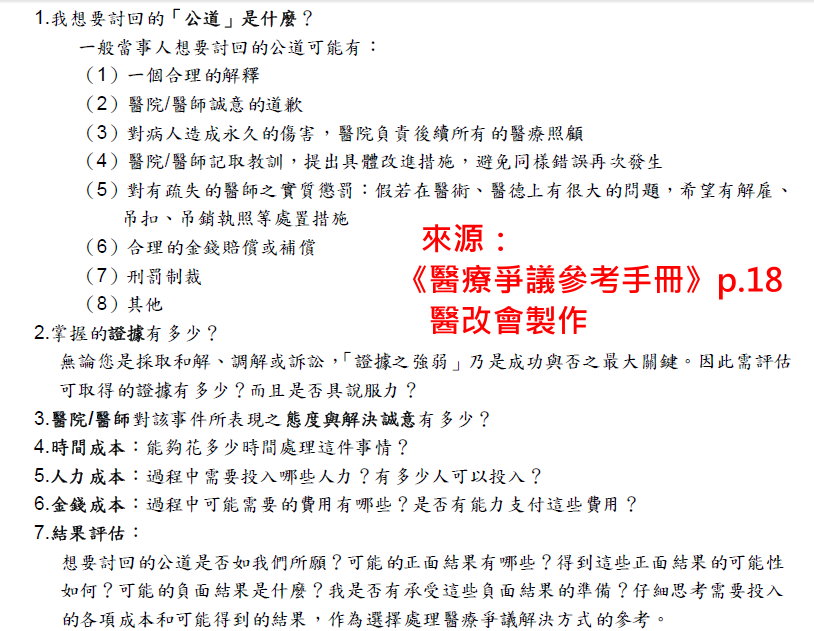 1.我想要討回的「公道」是什麼？
一般當事人想要討回的公道可能有：
（1）一個合理的解釋
（2）醫院/醫師誠意的道歉
（3）對病人造成永久的傷害，醫院負責後續所有的醫療照顧
（4）醫院/醫師記取教訓，提出具體改進措施，避免同樣錯誤再次發生
（5）對有疏失的醫師之實質懲罰：假若在醫術、醫德上有很大的問題，希望有解雇、
吊扣、吊銷執照等處置措施
（6）合理的金錢賠償或補償
（7）刑罰制裁
（8）其他
來源：
《醫療爭議參考手冊》p.18
醫改會製作
2.掌握的證據有多少？
無論您是採取和解、調解或訴訟，「證據之強弱」乃是成功與否之最大關鍵。因此需評估
可取得的證據有多少？而且是否具說服力？
3.醫院/醫師對該事件所表現之態度與解決誠意有多少？
4.時間成本：能夠花多少時間處理這件事情？
5.人力成本：過程中需要投入哪些人力？有多少人可以投入？
6.金錢成本：過程中可能需要的費用有哪些？是否有能力支付這些費用？
7.結果評估：
想要討回的公道是否如我們所願？可能的正面結果有哪些？得到這些正面結果的可能性
如何？可能的負面結果是什麼？我是否有承受這些負面結果的準備？仔細思考需要投入
的各項成本和可能得到的結果，作為選擇處理醫療爭議解決方式的參考。